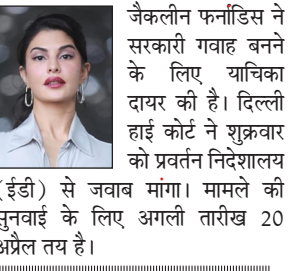 जैकलीन फर्नांडिस ने
सरकारी गवाह बनने
के लिए याचिका
दायर की है। दिल्ली
हाई कोर्ट ने शुक्रवार
को प्रवर्तन निदेशालय
(ईडी) से जवाब मांगा। मामले की
सुनवाई के लिए अगली तारीख 20
अप्रैल तय है।